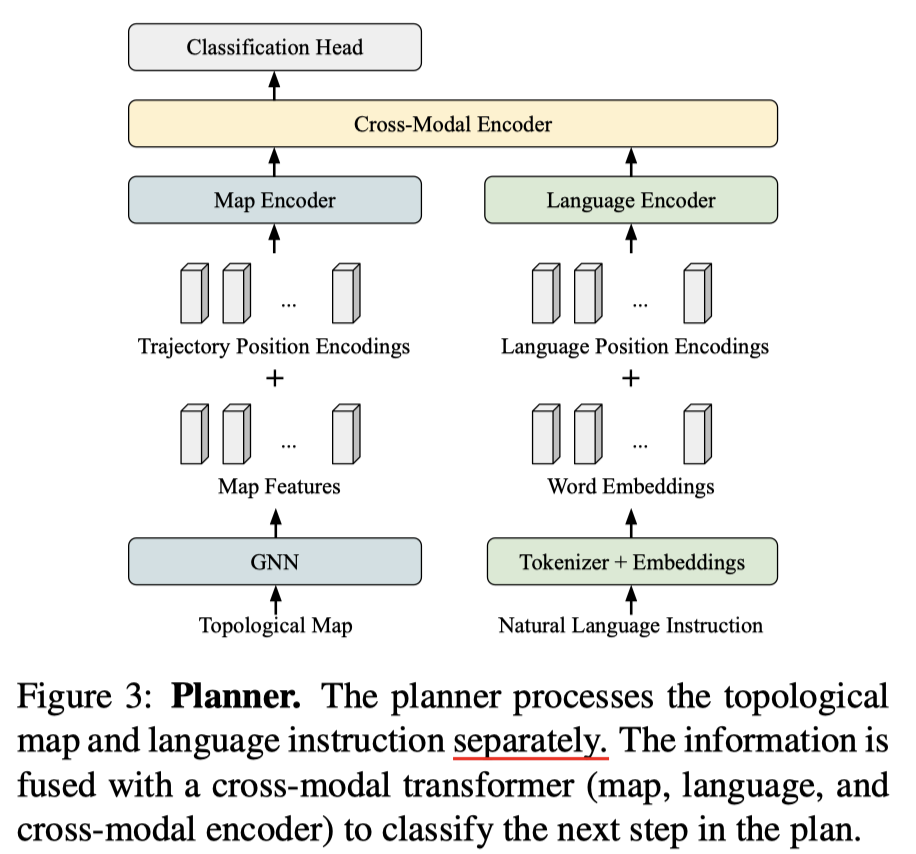 Classification Head
Cross-Modal Encoder
Map Encoder
Language Encoder
...
...
Trajectory Position Encodings
Language Position Encodings
+
+
...
...
Map Features
Word Embeddings
GNN
Tokenizer + Embeddings
Topological Map
Natural Language Instruction
Figure 3: Planner. The planner processes the topological
map and language instruction separately. The information is
fused with a cross-modal transformer (map, language, and
cross-modal encoder) to classify the next step in the plan.